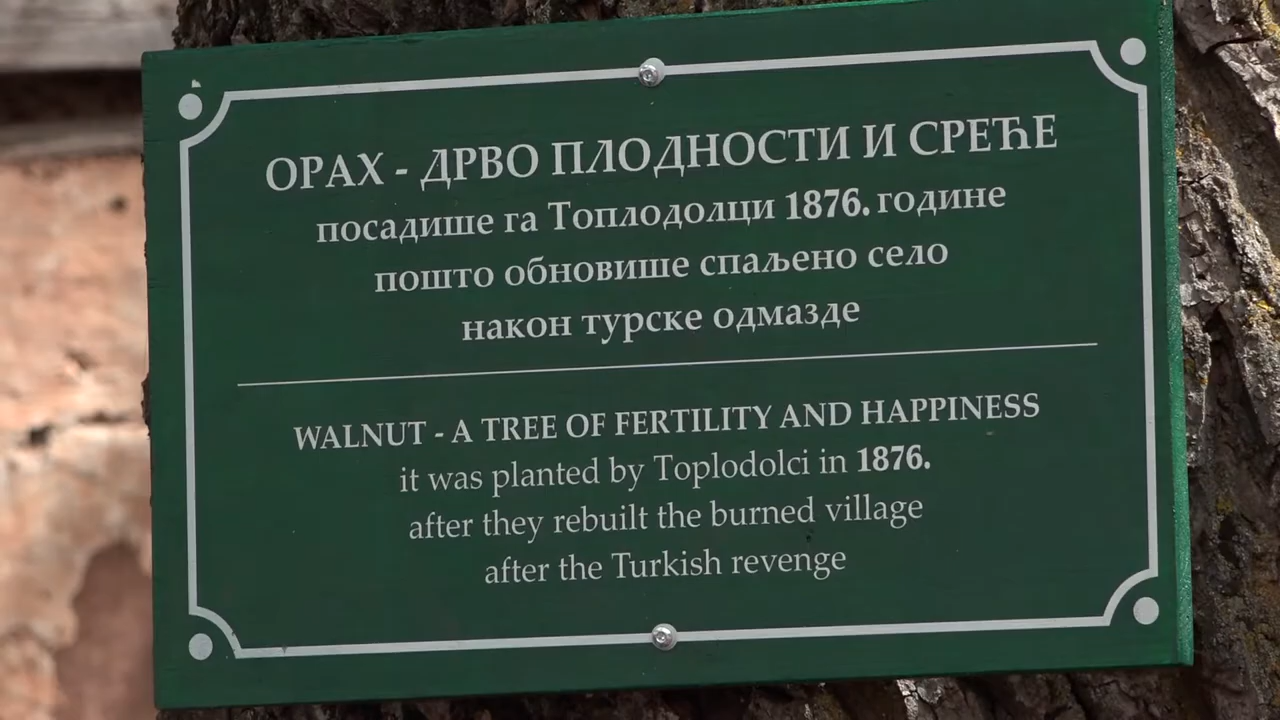 ОРАХ - ДРВО ПЛОДНОСТИ И СРЕЋЕ
посадише га Топлодолци 1876. године
пошто обновише спаљено село
након турске одмазде
WALNUT - A TREE OF FERTILITY AND HAPPINESS
it was planted by Toplodolci in 1876.
after they rebuilt the burned village
after the Turkish revenge